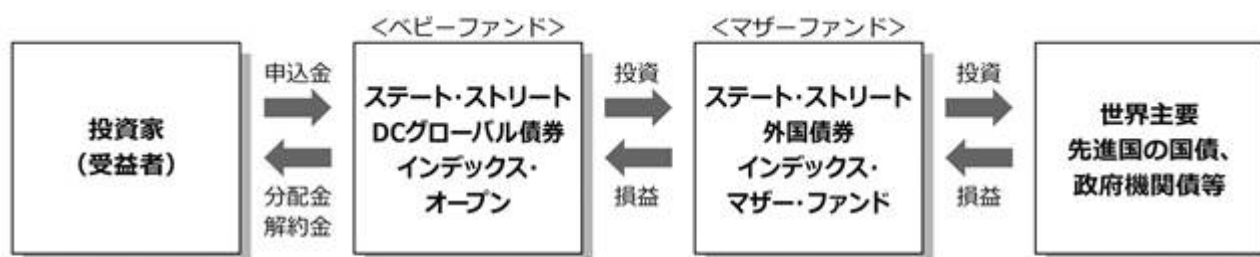 <ベビーファンド>
<マザーファンド>
投資家
(受益者)
申込金
分配金
解約金
ステート・ストリート
DCグローバル債券
インデックス・
オープン
投資
損益
ステート・ストリート
外国債券
インデックス・
マザー・ファンド
投資
損益
世界主要
先進国の国債、
政府機関債等